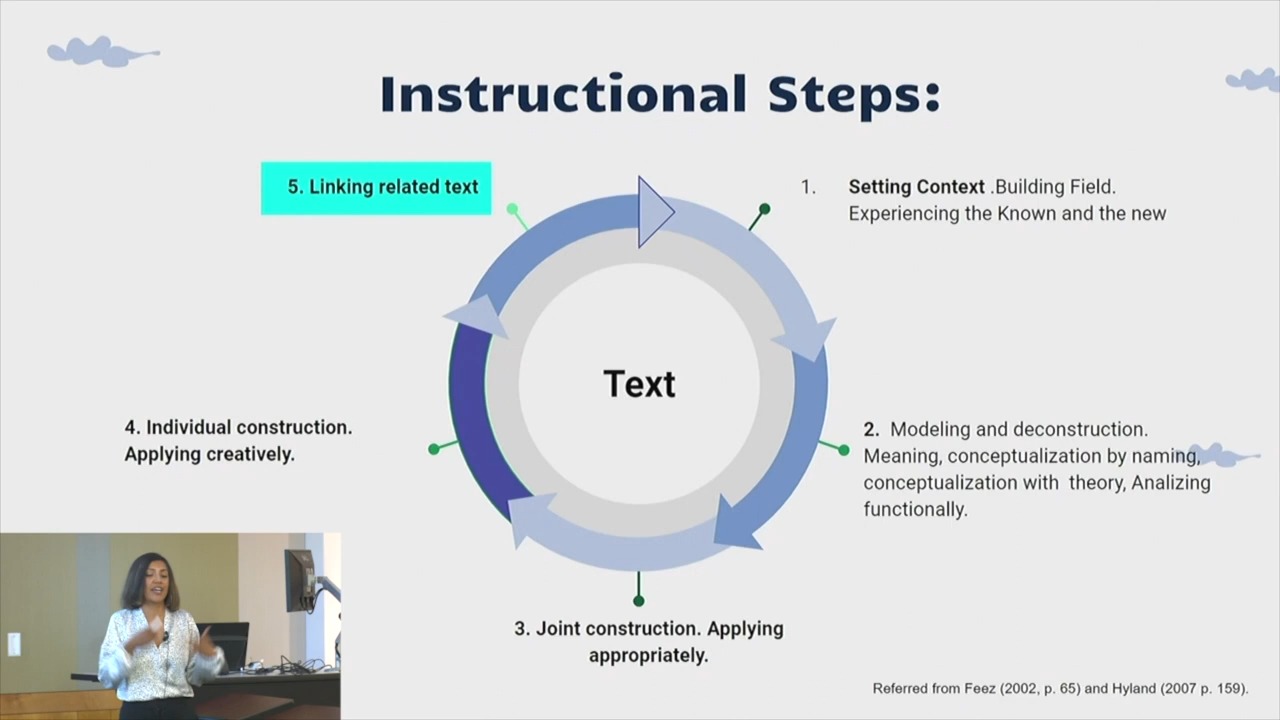 Instructional Steps:
5. Linking related text
1. Setting Context .Building Field.
Experiencing the Known and the new
Text
4. Individual construction.
Applying creatively.
2. Modeling and deconstruction.
Meaning, conceptualization by naming,
conceptualization with theory, Analizing
functionally.
3. Joint construction. Applying
appropriately.
Referred from Feez (2002, p. 65) and Hyland (2007 p. 159).